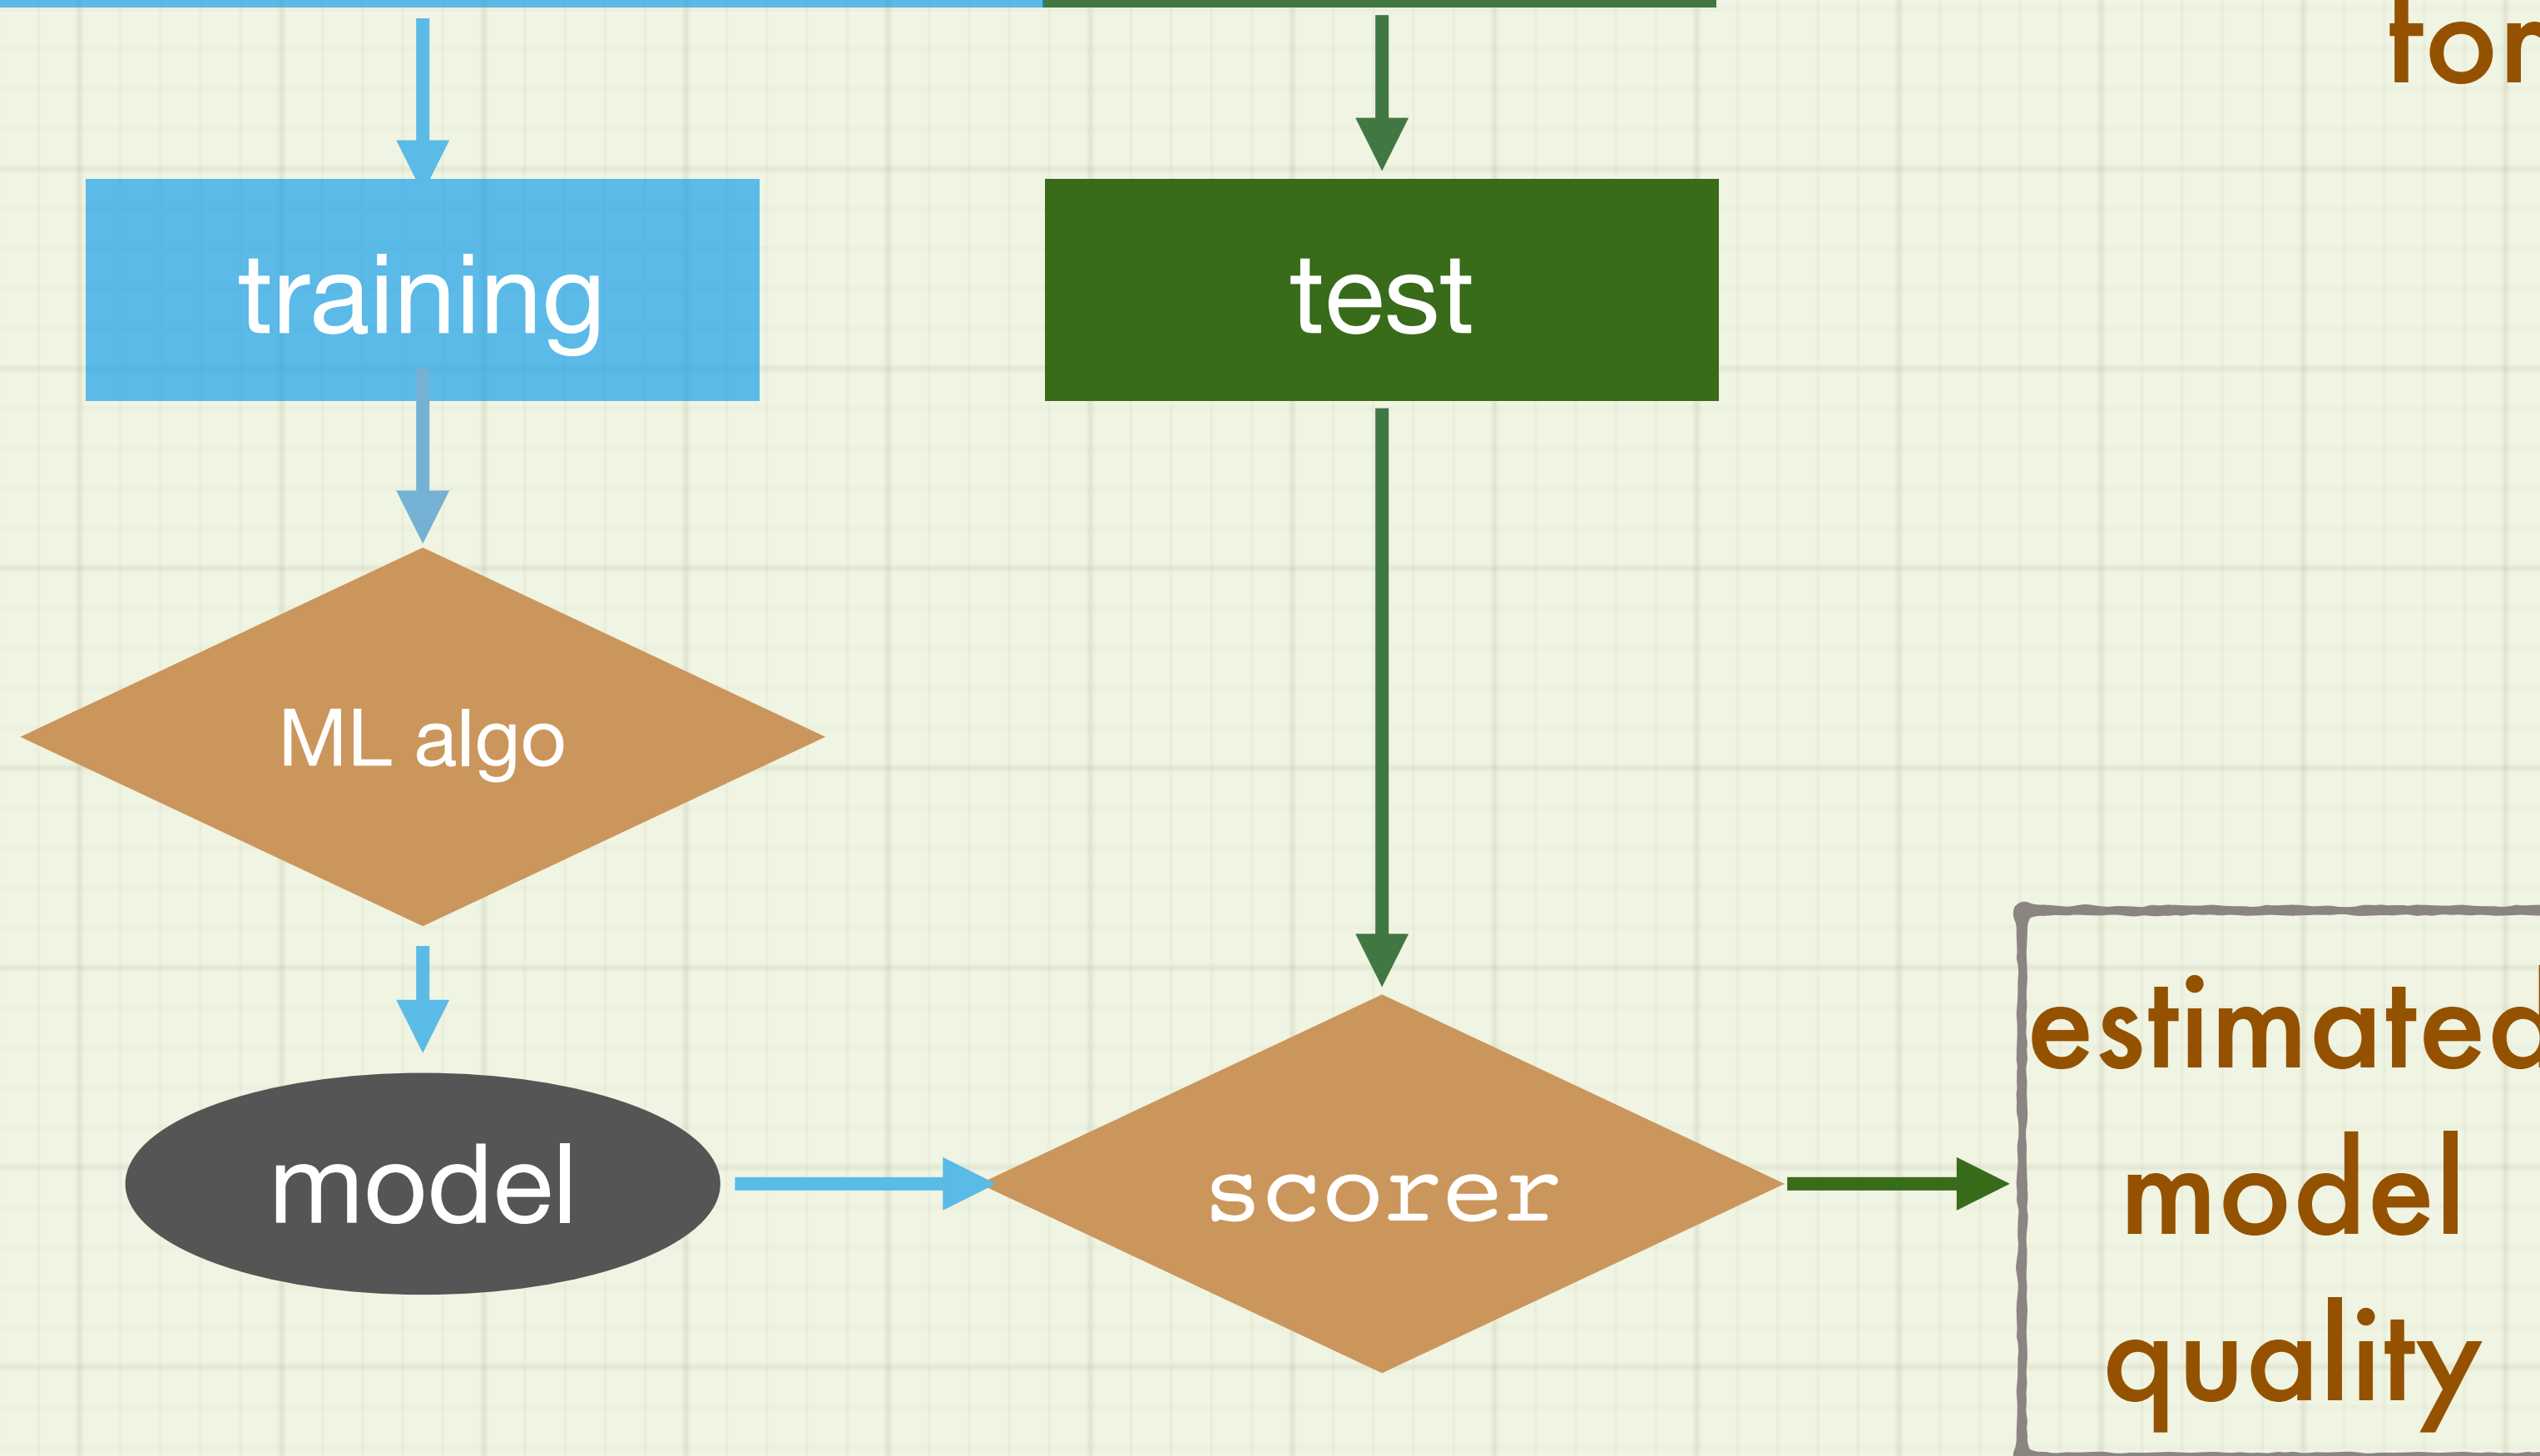 training
test
ML algo
model
scorer
estimated
model
quality